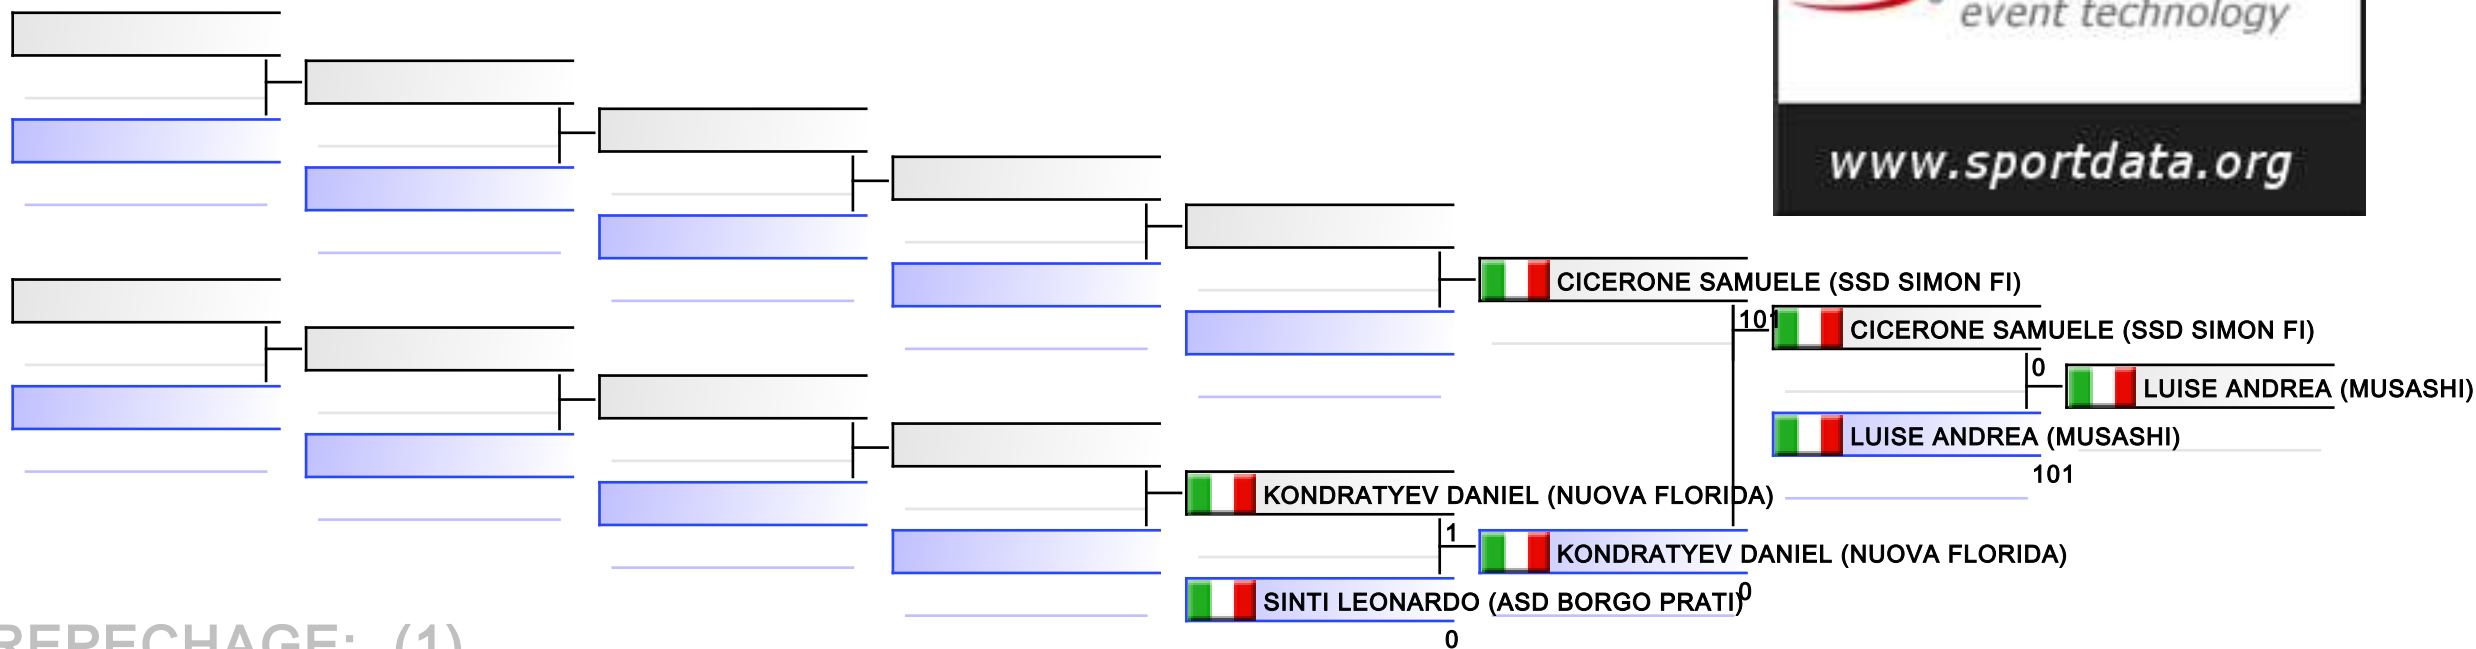 event technology
www.sportdata.org
CICERONE SAMUELE (SSD SIMON FI)
101
CICERONE SAMUELE (SSD SIMON FI)
0
LUISE ANDREA (MUSASHI)
LUISE ANDREA (MUSASHI)
101
KONDRATYEV DANIEL (NUOVA FLORIDA)
1
KONDRATYEV DANIEL (NUOVA FLORIDA)
0
SINTI LEONARDO (ASD BORGO PRATI)
0
REPECHAGE: (1)